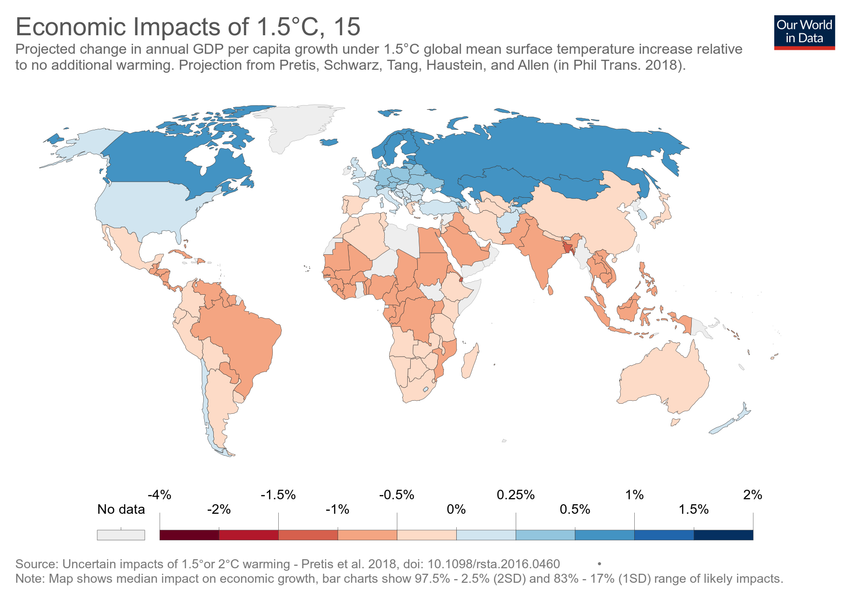 Economic Impacts of 1.5°C, 15
Our World
in Data
Projected change in annual GDP per capita growth under 1.5°C global mean surface temperature increase relative
to no additional warming. Projection from Pretis, Schwarz, Tang, Haustein, and Allen (in Phil Trans. 2018).
-4% -1.5% -0.5% 0.25% 1% 2%
No data -2% -1% 0% 0.5% 1.5%
Source: Uncertain impacts of 1.5°or 2°C warming - Pretis et al. 2018, doi: 10.1098/rsta.2016.0460 •
Note: Map shows median impact on economic growth, bar charts show 97.5% - 2.5% (2SD) and 83% - 17% (1SD) range of likely impacts.